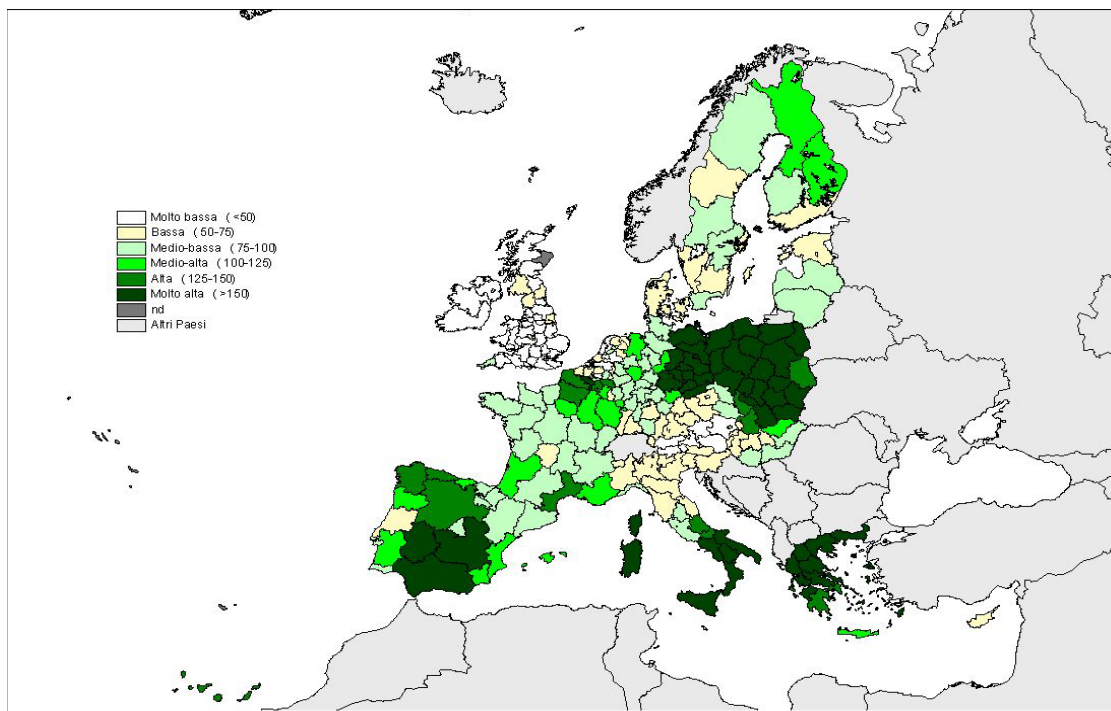 Molto bassa (<50)
Bassa (50-75)
Medio-bassa (75-100)
Medio-alta (100-125)
Alta (125-150)
Molto alta (>150)
nd
Altri Paesi